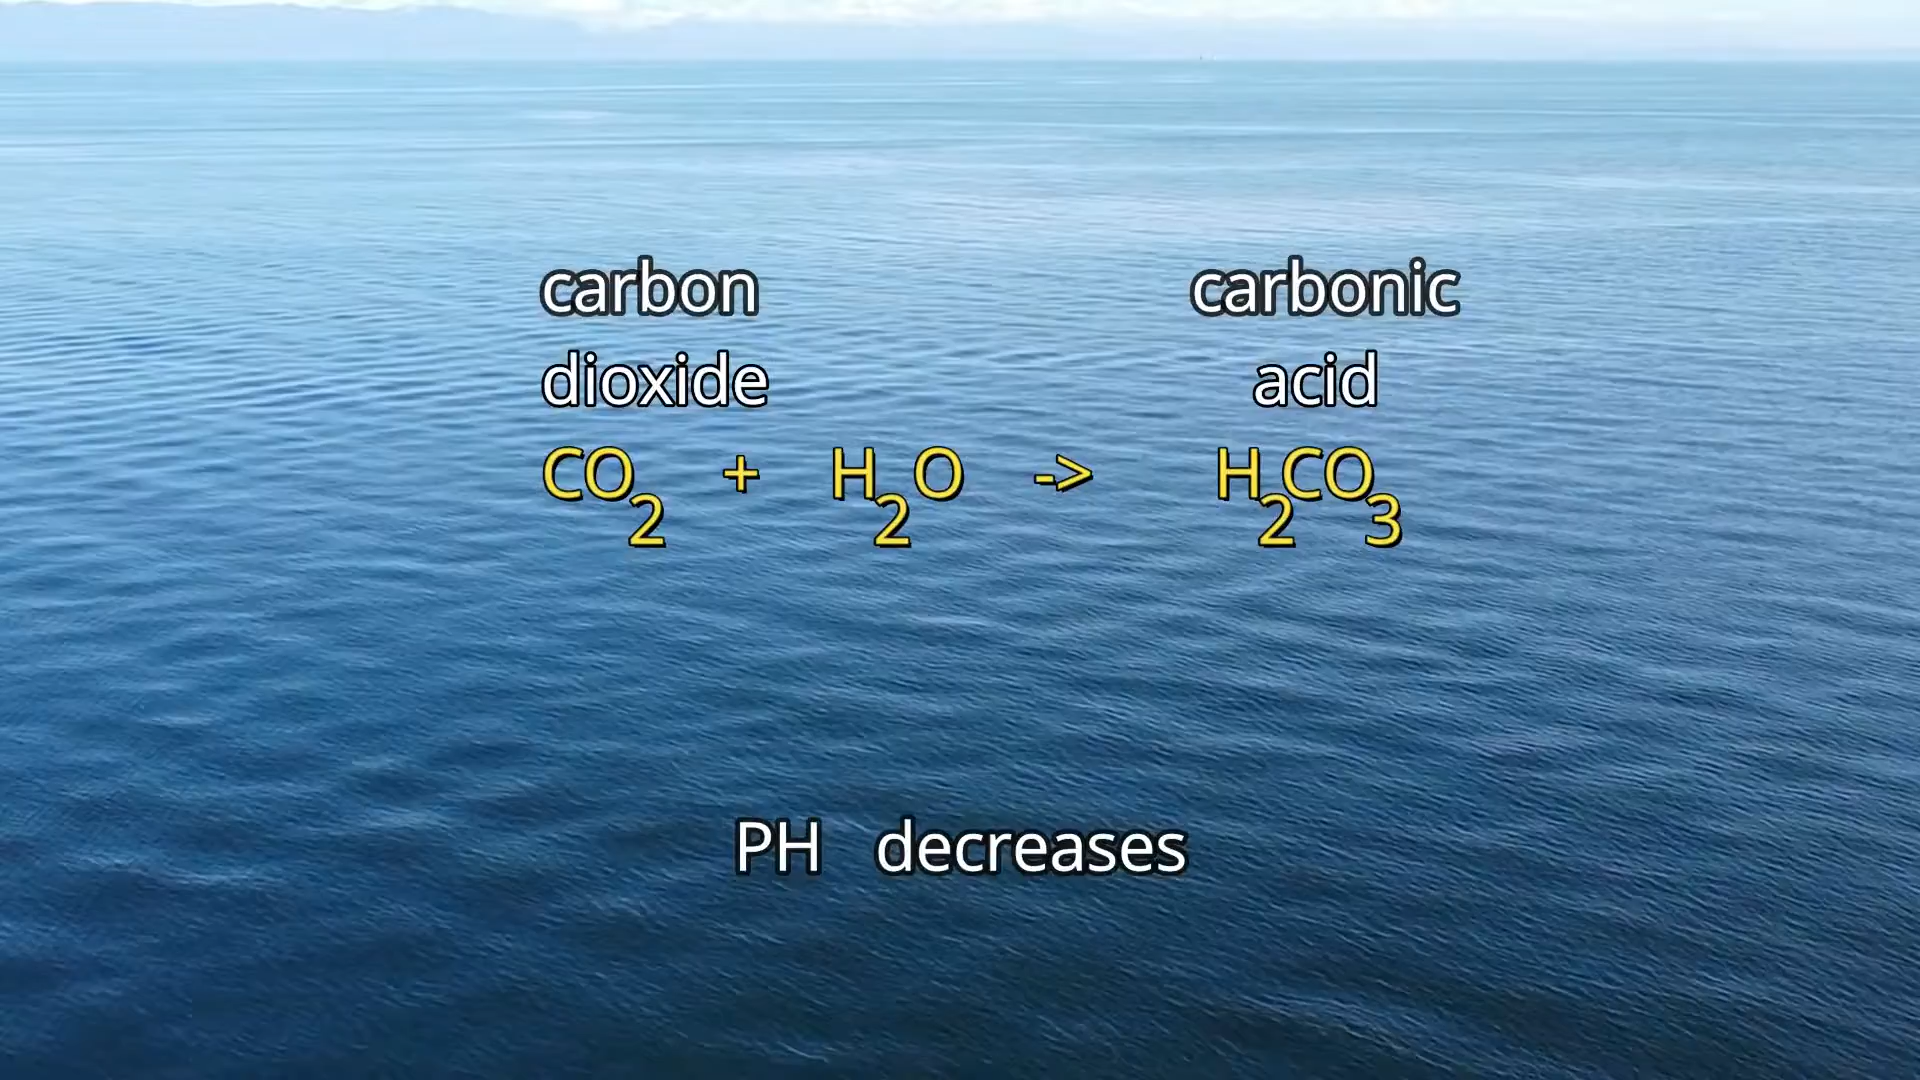 carbon carbonic
dioxide acid
CO₂ + H₂O -> H₂CO₃
PH decreases